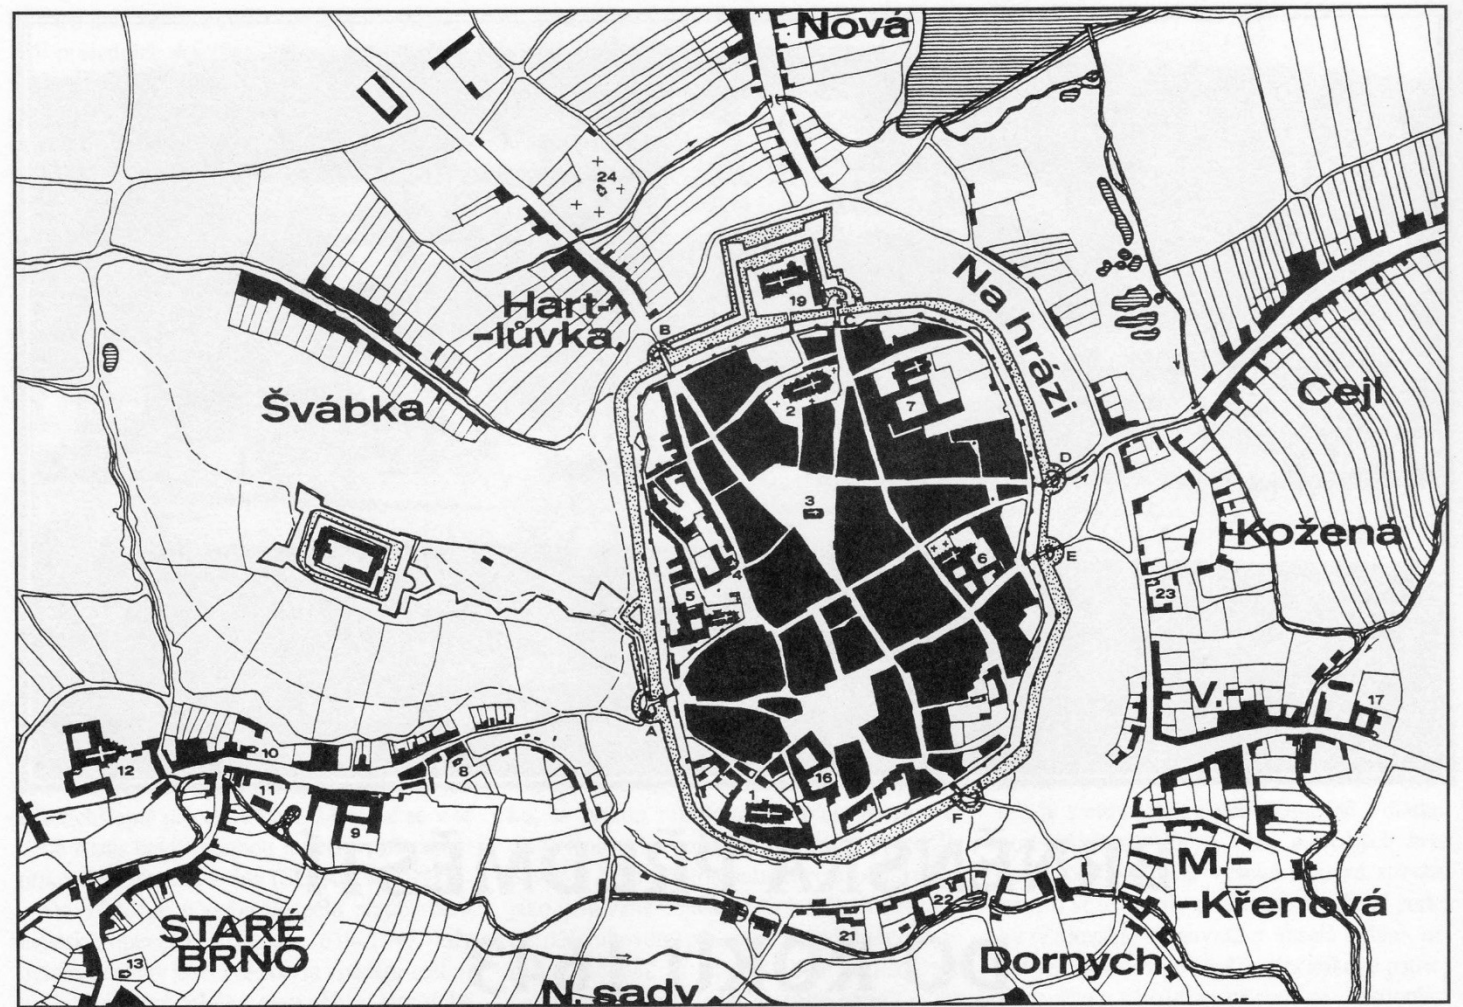 Nová
24
Na hrázi
19
Hart-
-lůvka
B
C
Švábka
2
7
Cejl
D
3
-Kožená
E
4
6
5
23
V.-
17
A
10
12
8
11
16
9
1
F
M.-
-Křenová
22
STARÉ
BRNO
21
13
Dornych
N. sady